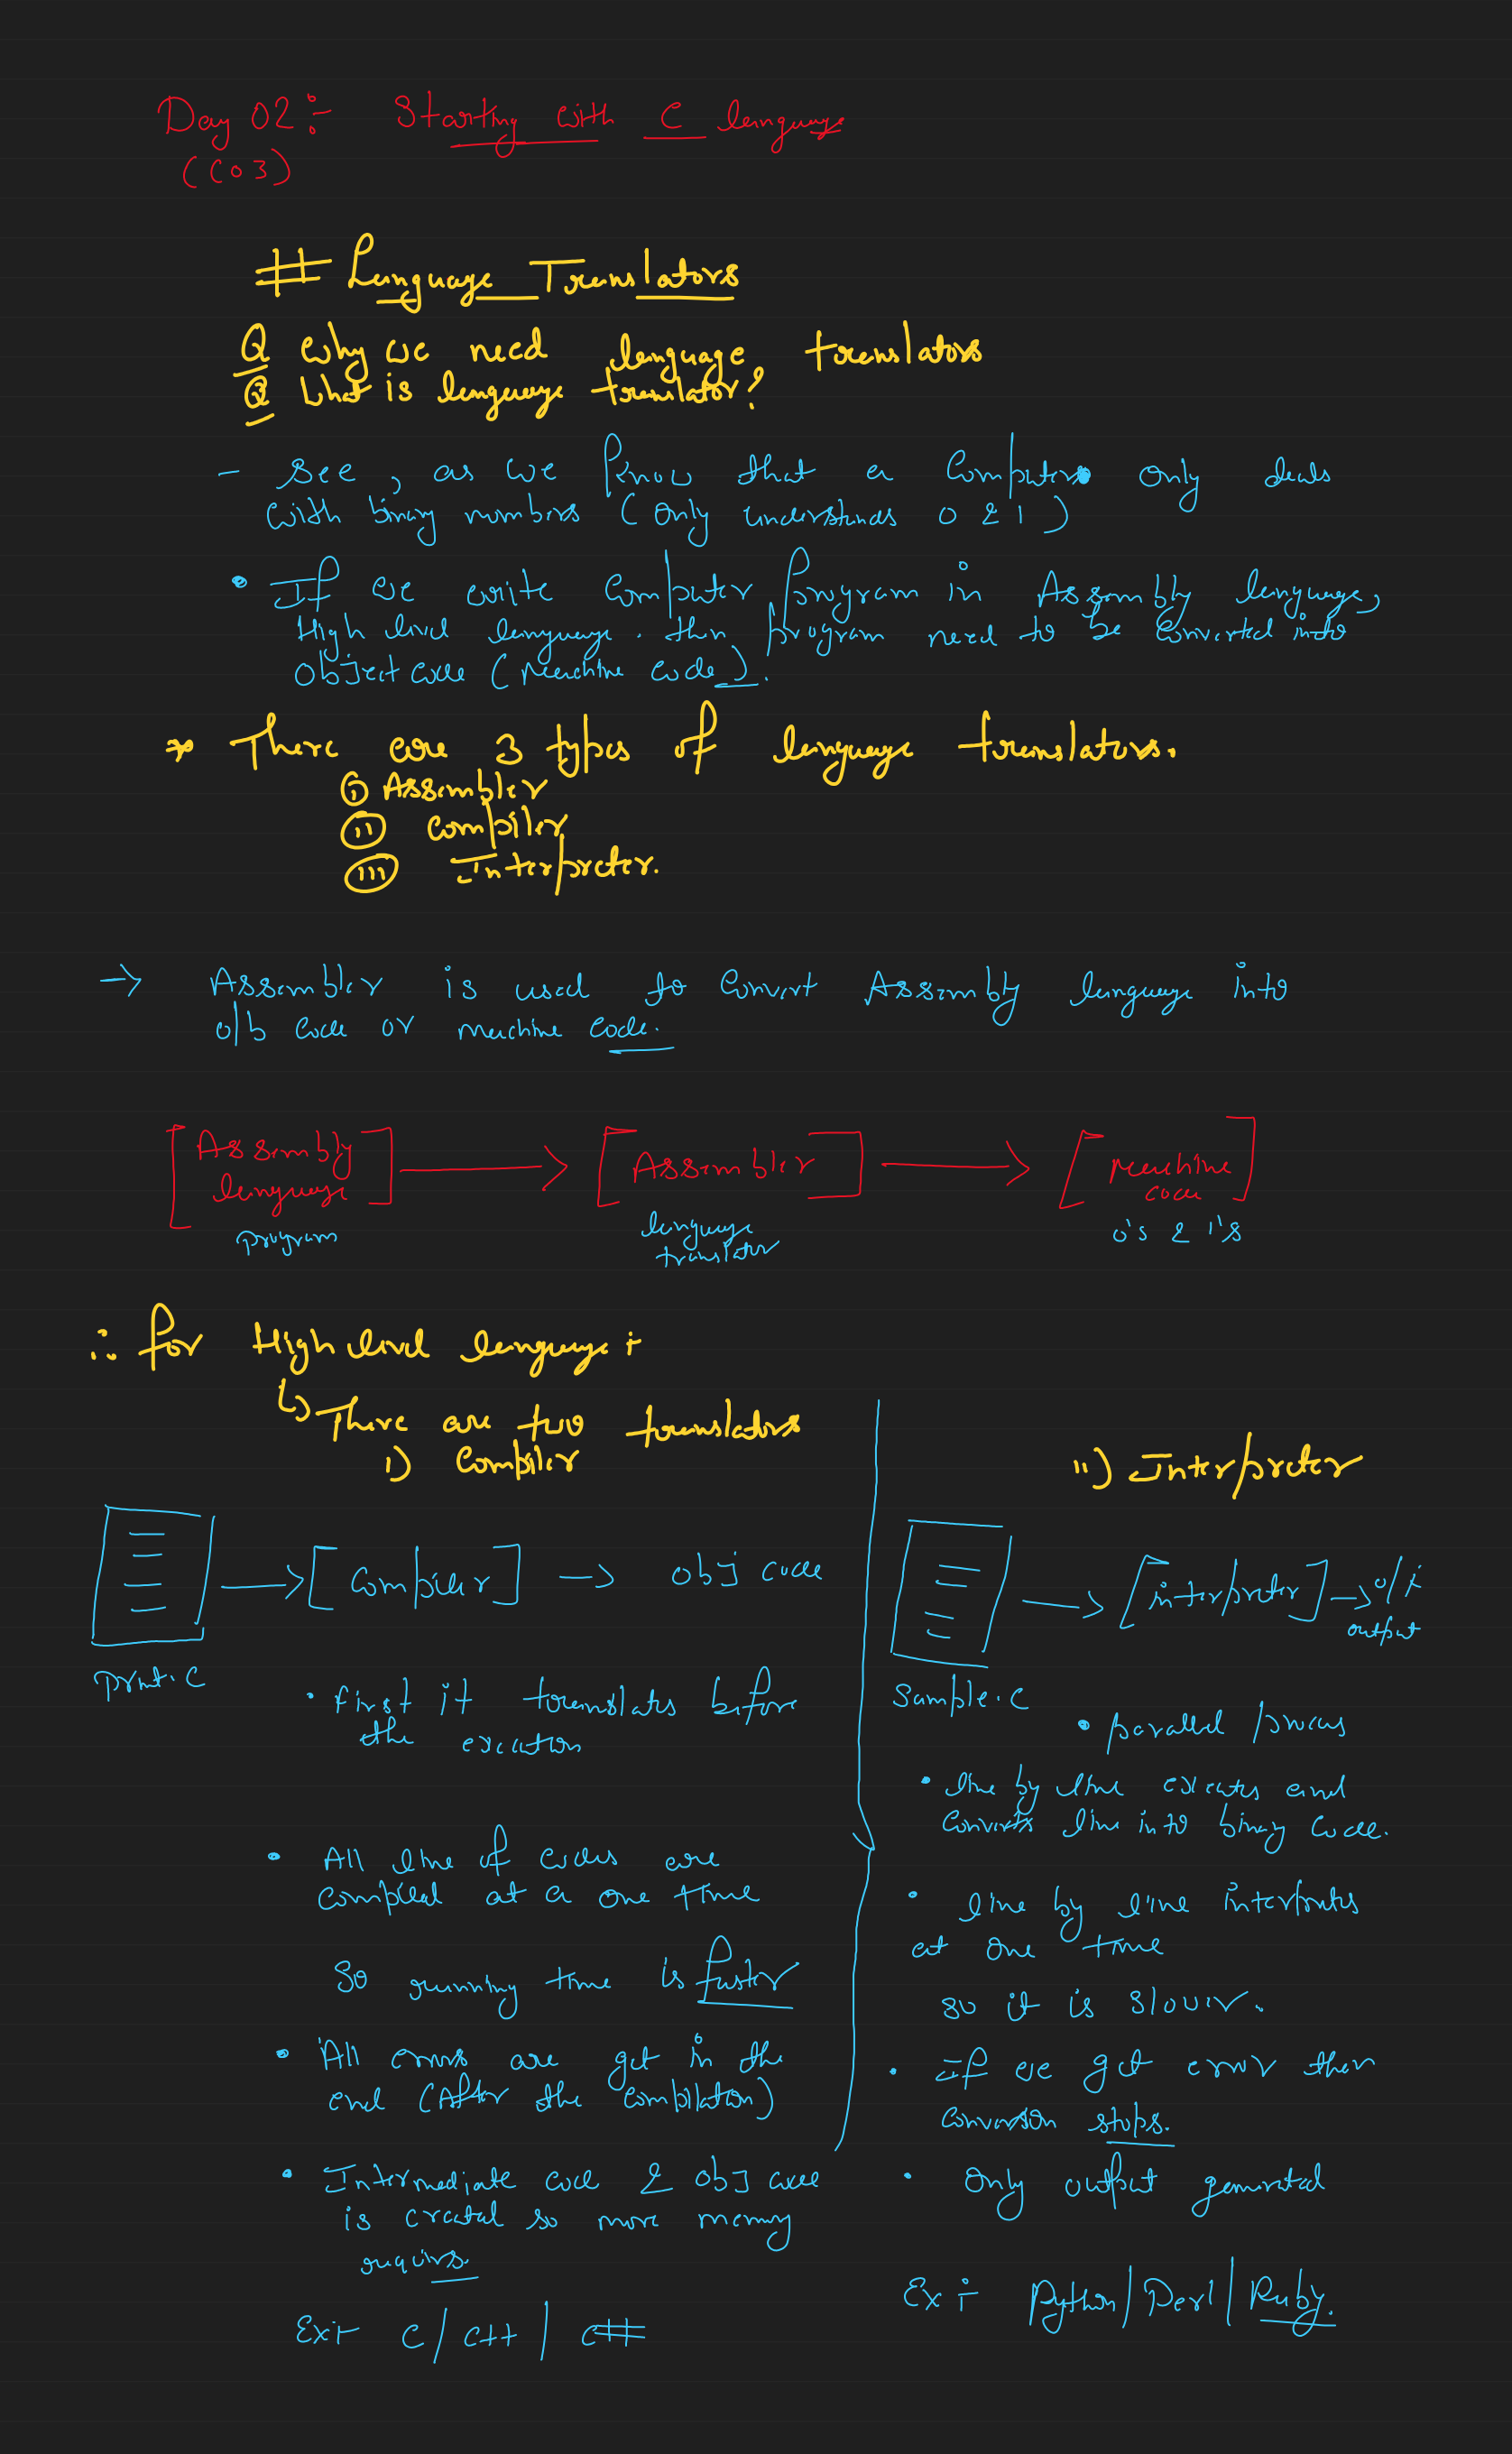 Day 02 :- Starting with C language
(C03)
# Language Translators
Q Why we need language translators
Q What is language translator?
- See, as we know that a Computer only deals
with binary numbers (only understands 0 & 1)
• If we write Computer program in Assembly language,
High level language. then program need to be Converted into
Object code (Machine code).
* There are 3 types of language translators.
(i) Assembler
(ii) Compiler
(iii) Interpreter.
→ Assembler is used to Convert Assembly language into
o/b code or machine code.
[Assembly → [Assembler] → [Machine
language] code]
program language 0's & 1's
translator
∴ for High level language :-
↳ There are two translators
i) Compiler
ii) Interpreter
→ [Compiler] → obj code
print.c
• first it translates before
the execution
• All line of codes are
compiled at a one time
So running time is faster
• All errors are get in the
end (After the Compilation)
• Intermediate code & obj code
is created so more memory
requires.
Ex:- C / C++ / C#
→ [interpreter] → o/p
output
Sample.c
• parallel process
• line by line executes and
Converts line into binary code.
• line by line interprets
at one time
so it is slower.
• If we get error then
Conversion stops.
• Only output generated
Ex :- Python / Perl / Ruby.